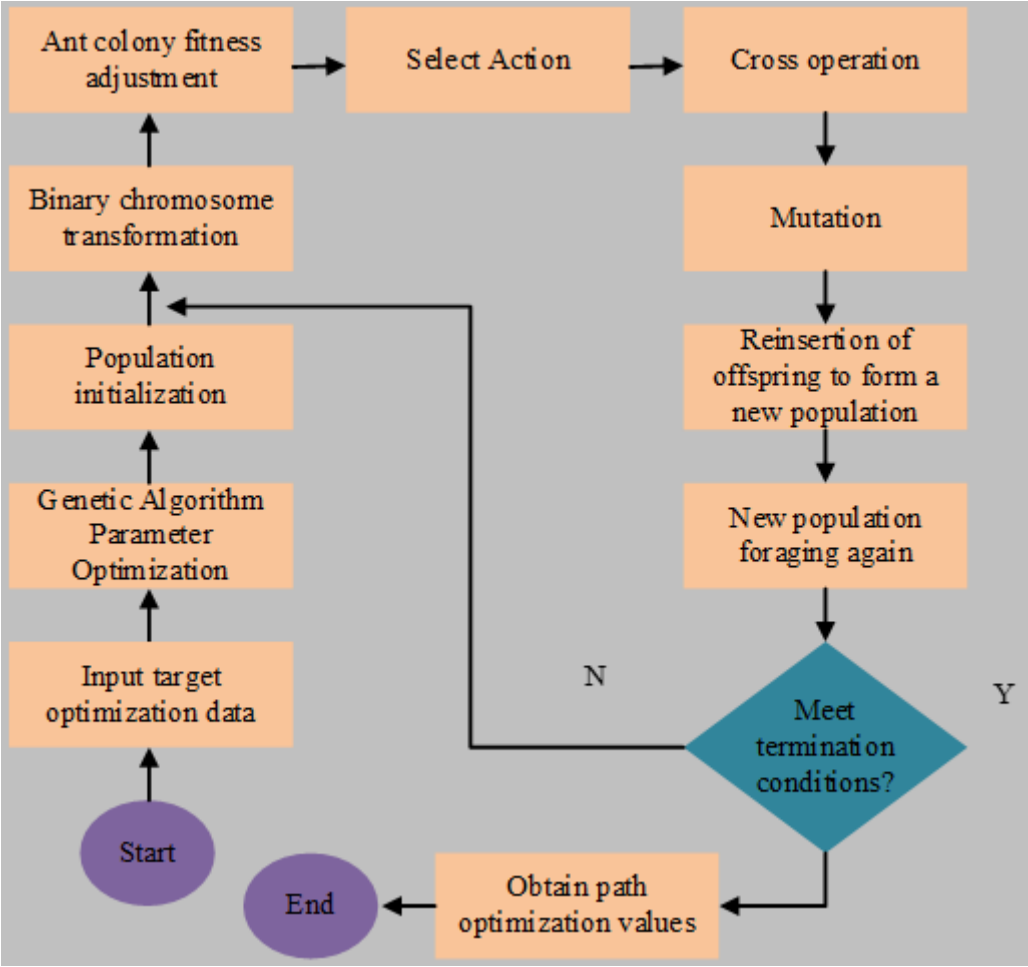 Ant colony fitness
adjustment
Select Action
Cross operation
Binary chromosome
transformation
Mutation
Population
initialization
Reinsertion of
offspring to form a
new population
Genetic Algorithm
Parameter
Optimization
New population
foraging again
Input target
optimization data
N
Y
Meet
termination
conditions?
Start
End
Obtain path
optimization values